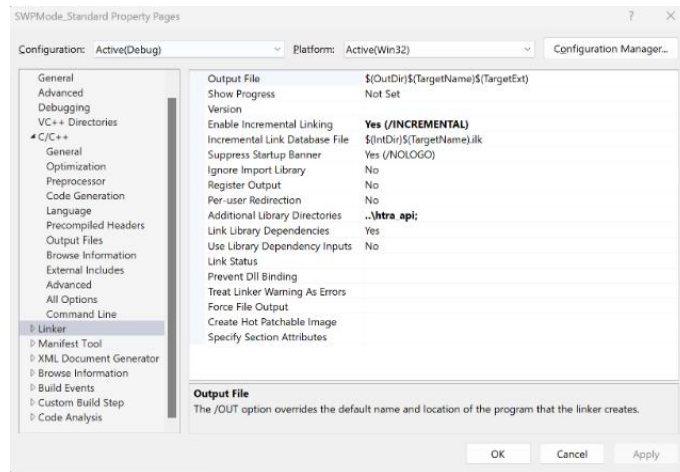 SWPMode_Standard Property Pages ? ×
Configuration: Active(Debug) Platform: Active(Win32) Configuration Manager...
General
Advanced
Debugging
VC++ Directories
C/C++
General
Optimization
Preprocessor
Code Generation
Language
Precompiled Headers
Output Files
Browse Information
External Includes
Advanced
All Options
Command Line
Linker
Manifest Tool
XML Document Generator
Browse Information
Build Events
Custom Build Step
Code Analysis
Output File $(OutDir)$(TargetName)$(TargetExt)
Show Progress Not Set
Version
Enable Incremental Linking Yes (/INCREMENTAL)
Incremental Link Database File $(IntDir)$(TargetName).ilk
Suppress Startup Banner Yes (/NOLOGO)
Ignore Import Library No
Register Output No
Per-user Redirection No
Additional Library Directories ..\htra_api;
Link Library Dependencies Yes
Use Library Dependency Inputs No
Link Status
Prevent Dll Binding
Treat Linker Warning As Errors
Force File Output
Create Hot Patchable Image
Specify Section Attributes
Output File
The /OUT option overrides the default name and location of the program that the linker creates.
OK Cancel Apply